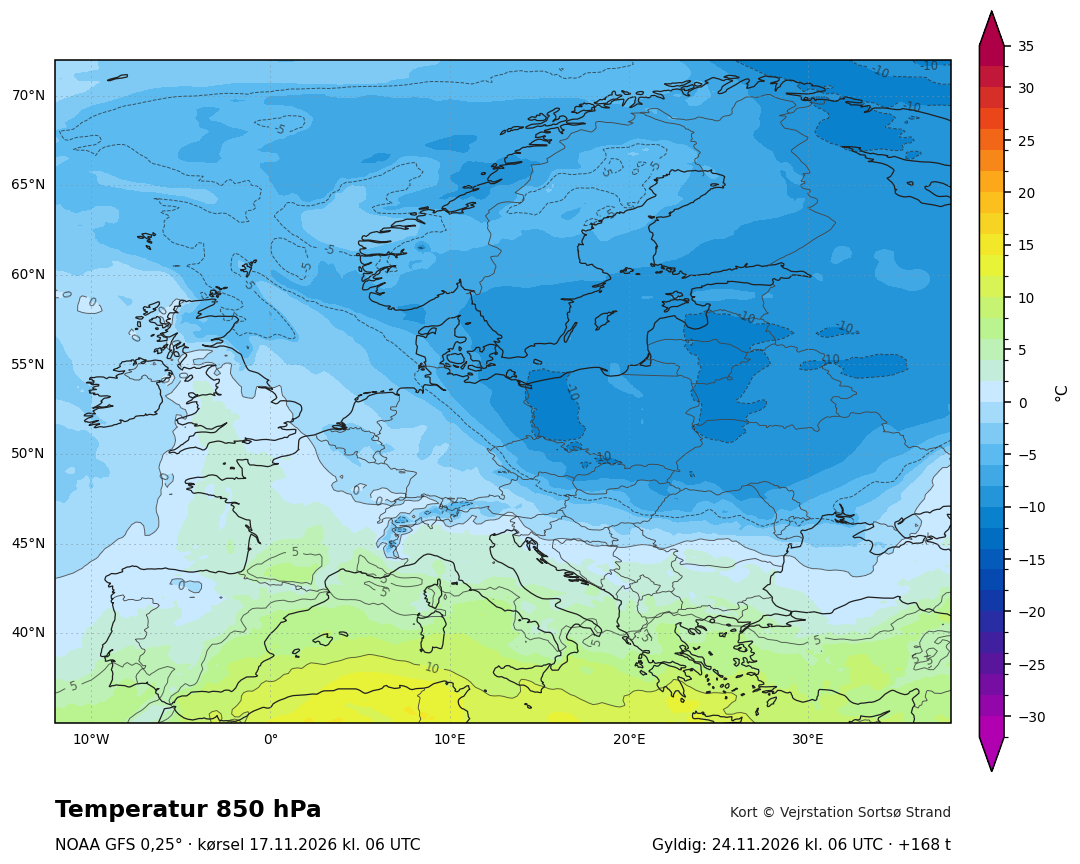 70°N
65°N
60°N
55°N
50°N
45°N
40°N
10°W
0°
10°E
20°E
30°E
35
30
25
20
15
10
5
0
−5
−10
−15
−20
−25
−30
°C
Temperatur 850 hPa
Kort © Vejrstation Sortsø Strand
NOAA GFS 0,25° · kørsel 17.11.2026 kl. 06 UTC
Gyldig: 24.11.2026 kl. 06 UTC · +168 t